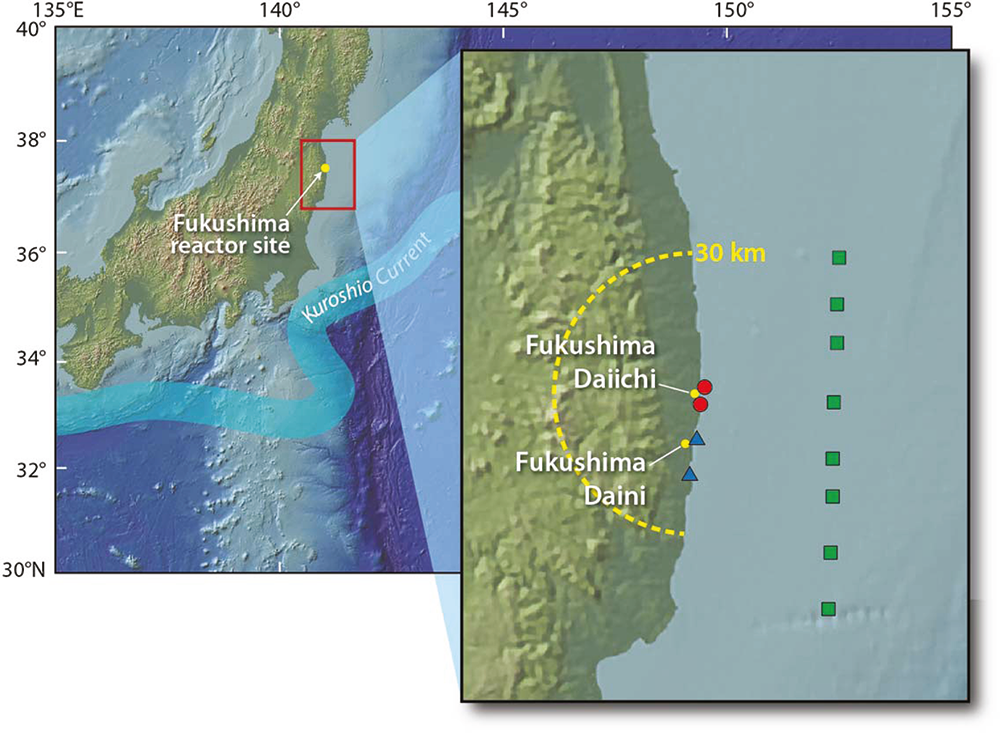 135°E
140°
145°
150°
155°
40°
38°
36°
34°
32°
30°N
Fukushima
reactor site
Kuroshio Current
30 km
Fukushima
Daiichi
Fukushima
Daini